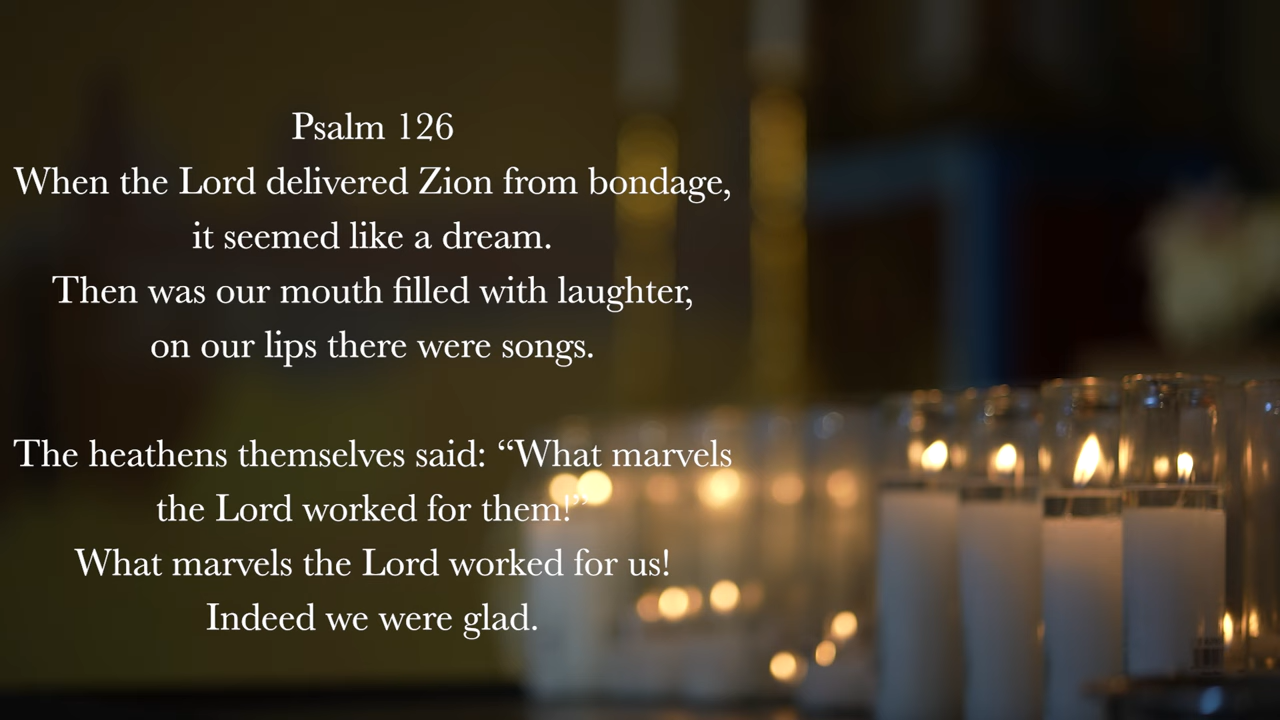 Psalm 126
When the Lord delivered Zion from bondage,
it seemed like a dream.
Then was our mouth filled with laughter,
on our lips there were songs.
The heathens themselves said: “What marvels
the Lord worked for them!”
What marvels the Lord worked for us!
Indeed we were glad.